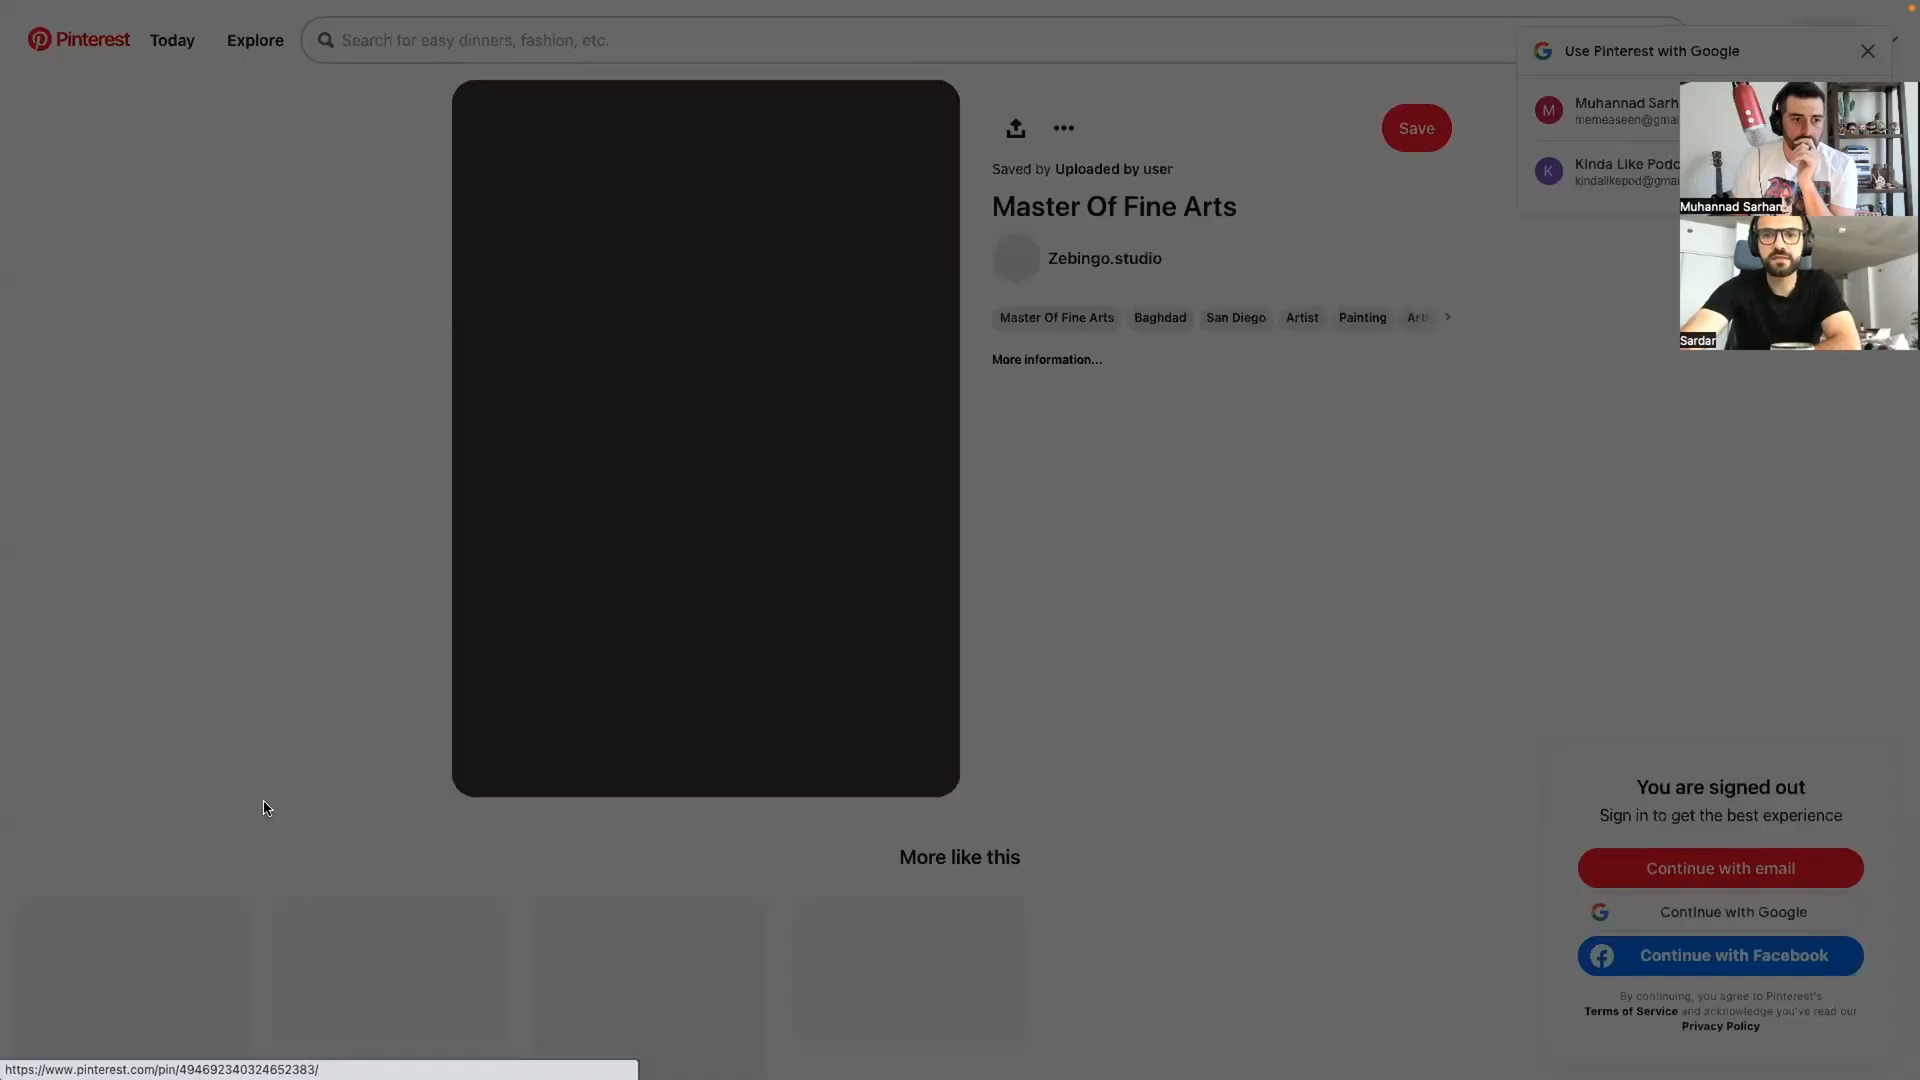 Pinterest
Today
Explore
Search for easy dinners, fashion, etc.
Use Pinterest with Google
M
Muhannad Sarh
memeaseen@gmai
K
Kinda Like Podc
kindalikepod@gmai
Muhannad Sarhan
Sardar
Save
Saved by Uploaded by user
Master Of Fine Arts
Zebingo.studio
Master Of Fine Arts
Baghdad
San Diego
Artist
Painting
More information...
More like this
You are signed out
Sign in to get the best experience
Continue with email
Continue with Google
Continue with Facebook
By continuing, you agree to Pinterest's
Terms of Service and acknowledge you've read our
Privacy Policy
https://www.pinterest.com/pin/494692340324652383/